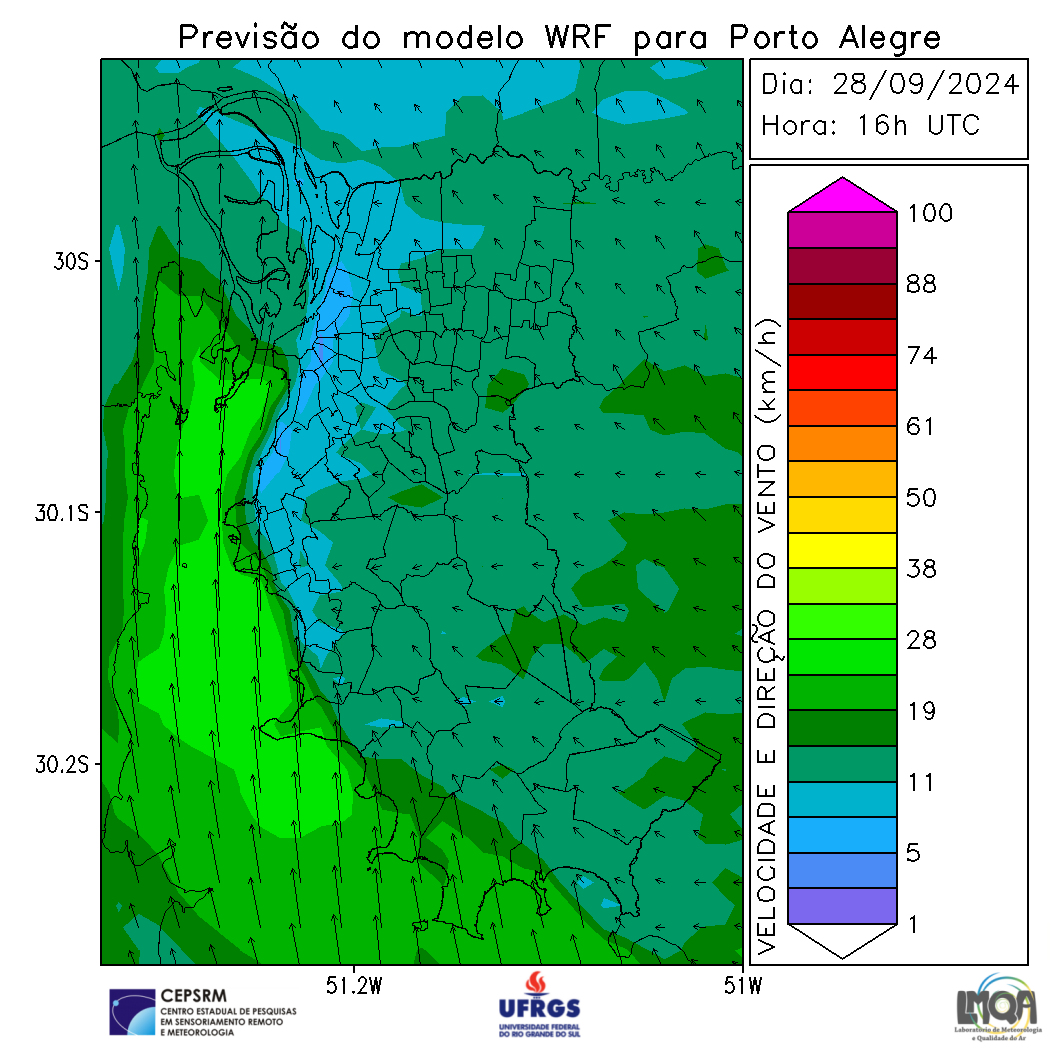 Previsão do modelo WRF para Porto Alegre
Dia: 28/09/2024
Hora: 16h UTC
30S
30.1S
30.2S
51.2W
51W
VELOCIDADE E DIREÇÃO DO VENTO (km/h)
100
88
74
61
50
38
28
19
11
5
1
CEPSRM
CENTRO ESTADUAL DE PESQUISAS
EM SENSORIAMENTO REMOTO
E METEOROLOGIA
UFRGS
UNIVERSIDADE FEDERAL
DO RIO GRANDE DO SUL
LMQA
Laboratório de Meteorologia
e Qualidade do Ar